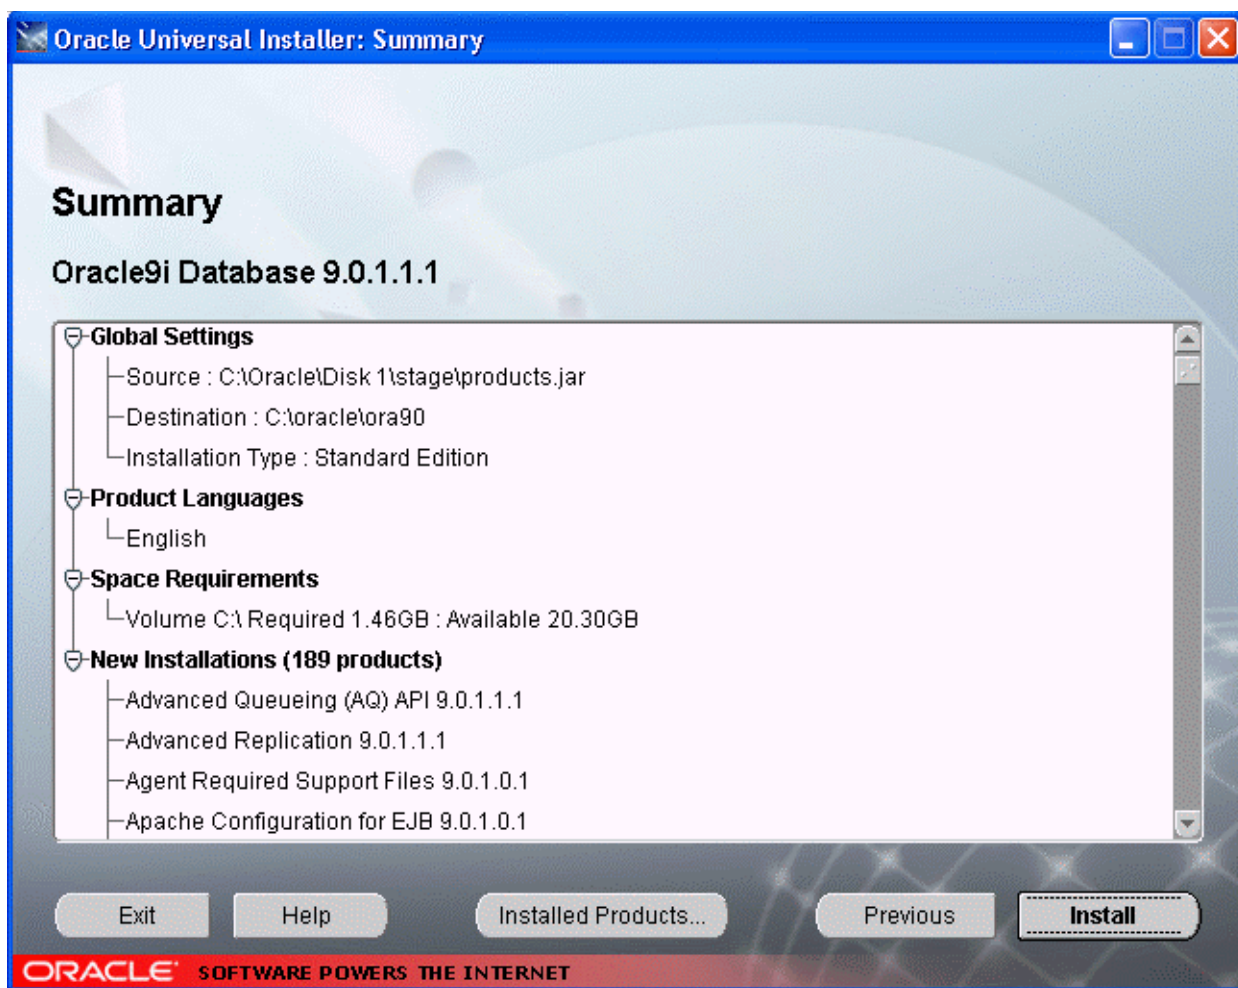 Oracle Universal Installer: Summary
Summary
Oracle9i Database 9.0.1.1.1
Global Settings
Source : C:\Oracle\Disk 1\stage\products.jar
Destination : C:\oracle\ora90
Installation Type : Standard Edition
Product Languages
English
Space Requirements
Volume C:\ Required 1.46GB : Available 20.30GB
New Installations (189 products)
Advanced Queueing (AQ) API 9.0.1.1.1
Advanced Replication 9.0.1.1.1
Agent Required Support Files 9.0.1.0.1
Apache Configuration for EJB 9.0.1.0.1
Exit Help Installed Products... Previous Install
ORACLE SOFTWARE POWERS THE INTERNET